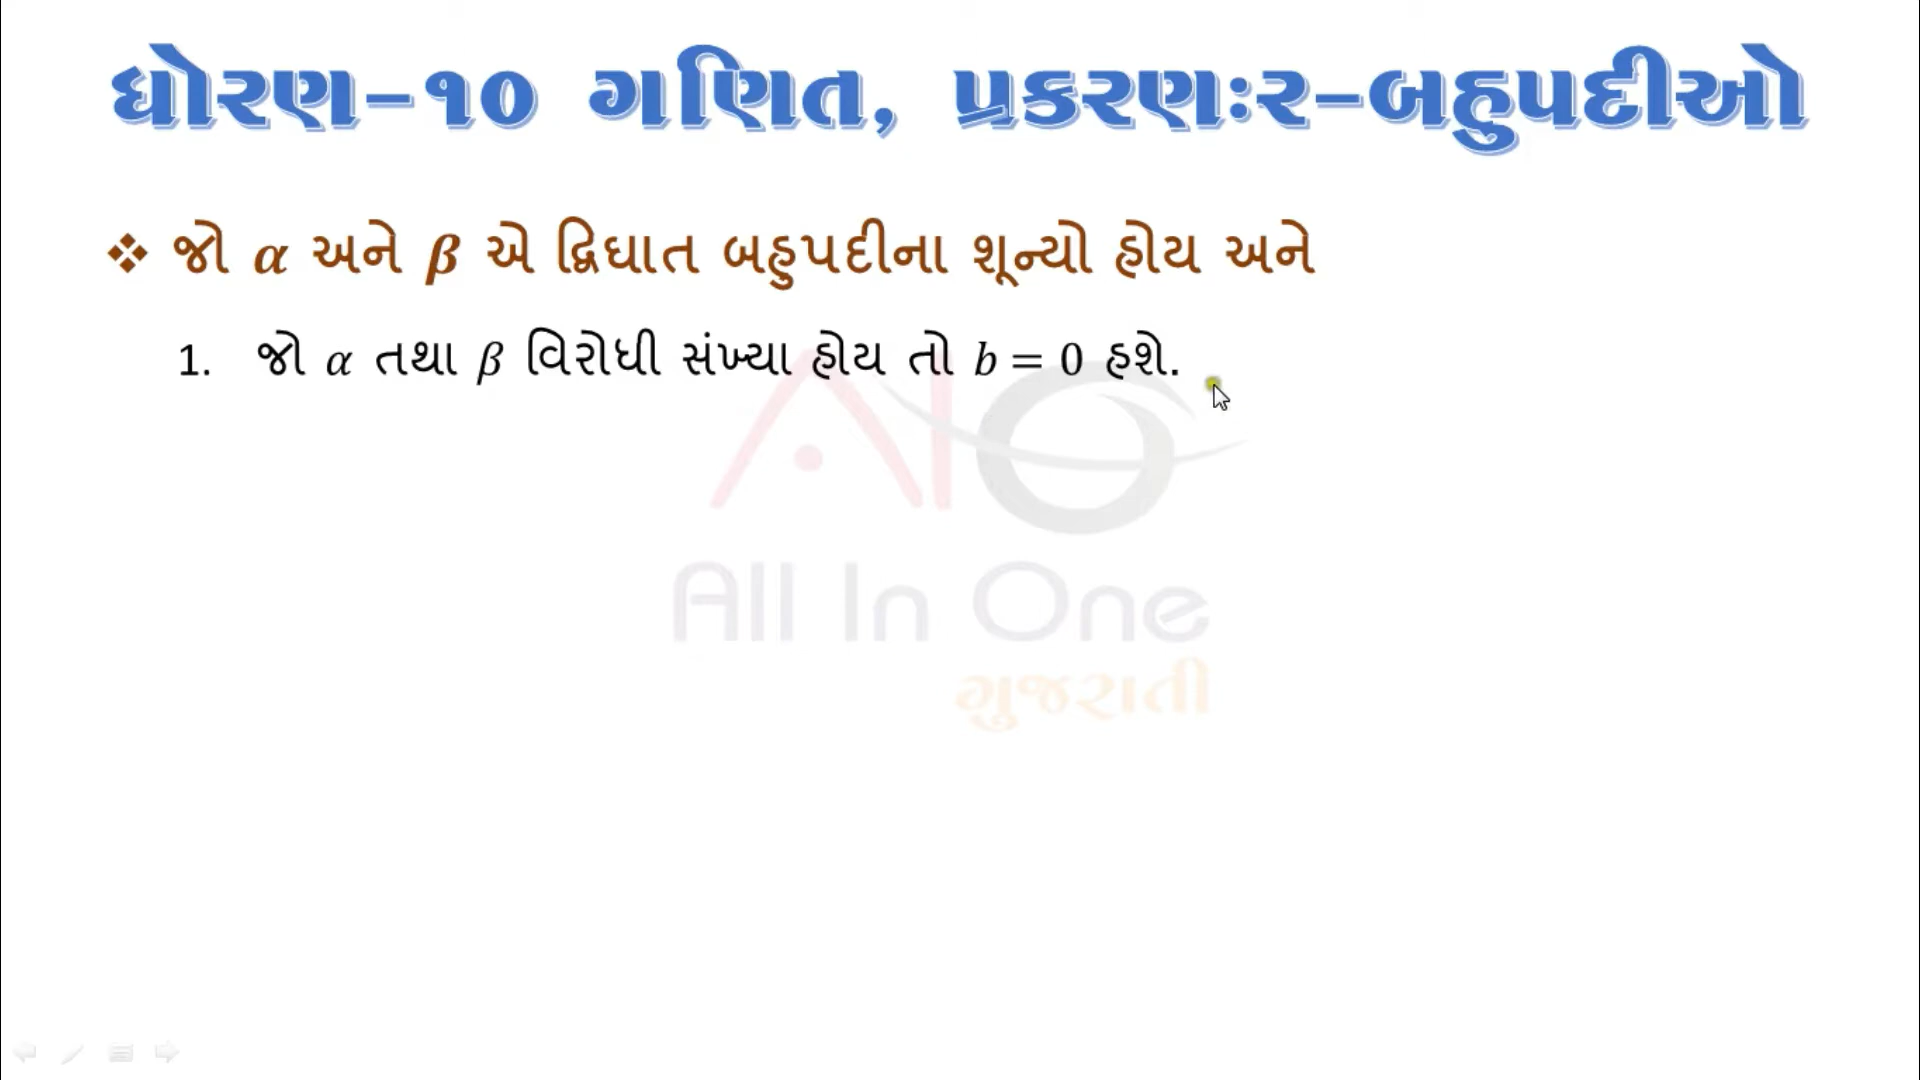 ધોરણ–૧૦ ગણિત, પ્રકરણઃ૨–બહુપદીઓ
❖ જો α અને β એ દ્વિઘાત બહુપદીના શૂન્યો હોય અને
1. જો α તથા β વિરોધી સંખ્યા હોય તો b = 0 હશે.
AIO
All In One
ગુજરાતી